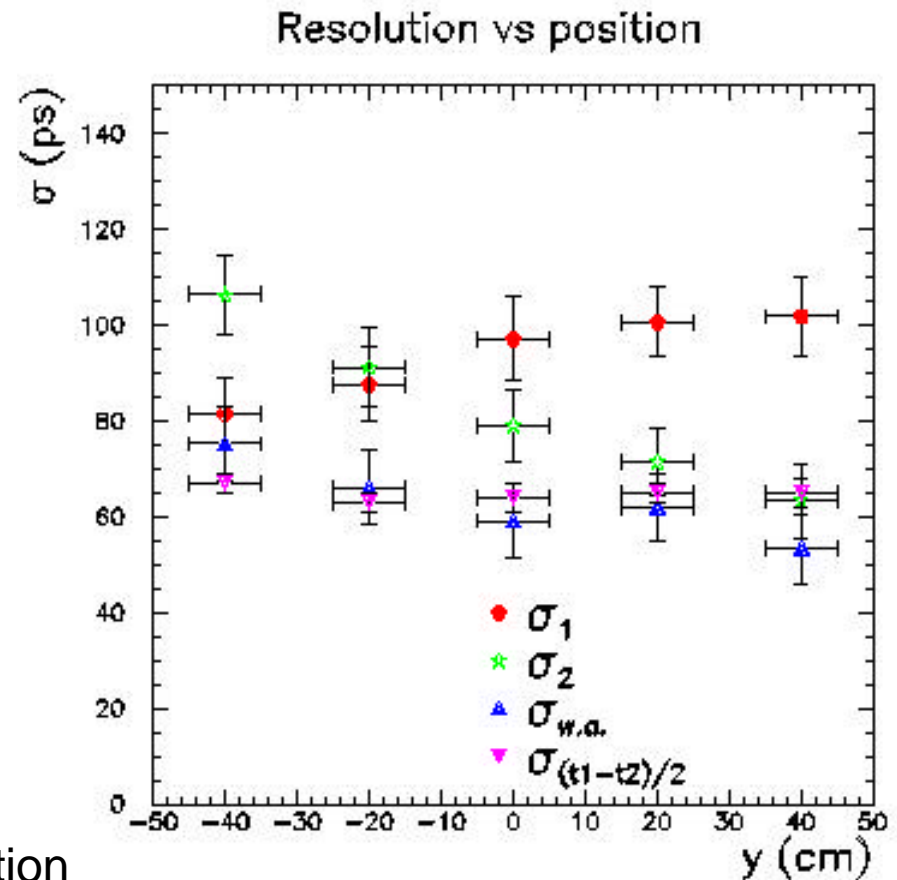 Resolution vs position
σ (ps)
140
120
100
80
60
40
20
0
σ1
σ2
σw.a.
σ(t1−t2)/2
−50 −40 −30 −20 −10 0 10 20 30 40 50
y (cm)
tion